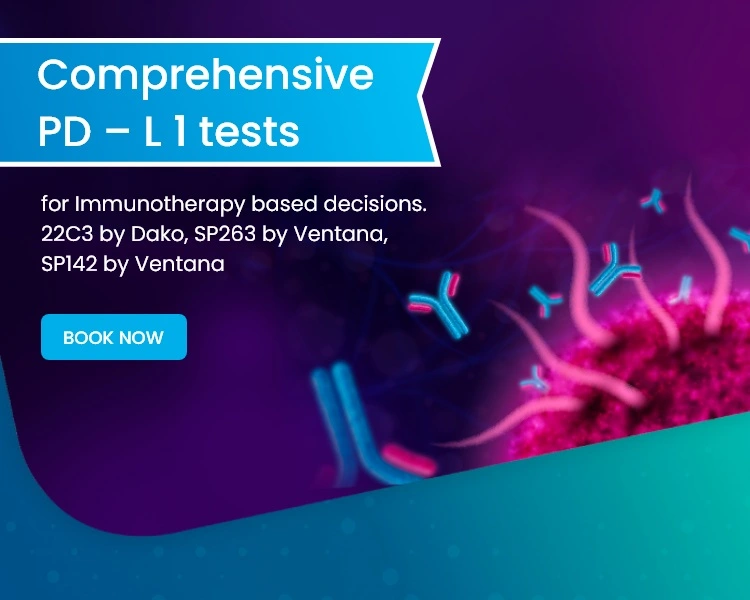 Comprehensive
PD – L 1 tests
for Immunotherapy based decisions.
22C3 by Dako, SP263 by Ventana,
SP142 by Ventana
BOOK NOW